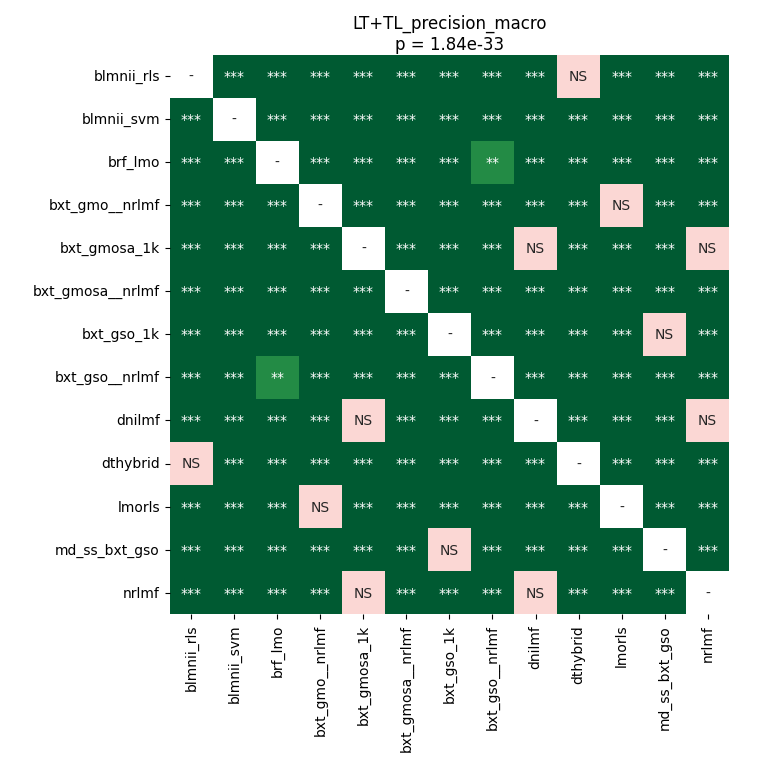 LT+TL_precision_macro
p = 1.84e-33
blmnii_rls - *** *** *** *** *** *** *** *** NS *** *** ***
blmnii_svm *** - *** *** *** *** *** *** *** *** *** *** ***
brf_lmo *** *** - *** *** *** *** ** *** *** *** *** ***
bxt_gmo__nrlmf *** *** *** - *** *** *** *** *** *** NS *** ***
bxt_gmosa_1k *** *** *** *** - *** *** *** NS *** *** *** NS
bxt_gmosa__nrlmf *** *** *** *** *** - *** *** *** *** *** *** ***
bxt_gso_1k *** *** *** *** *** *** - *** *** *** *** NS ***
bxt_gso__nrlmf *** *** ** *** *** *** *** - *** *** *** *** ***
dnilmf *** *** *** *** NS *** *** *** - *** *** *** NS
dthybrid NS *** *** *** *** *** *** *** *** - *** *** ***
lmorls *** *** *** NS *** *** *** *** *** *** - *** ***
md_ss_bxt_gso *** *** *** *** *** *** NS *** *** *** *** - ***
nrlmf *** *** *** *** NS *** *** *** NS *** *** *** -
blmnii_rls
blmnii_svm
brf_lmo
bxt_gmo__nrlmf
bxt_gmosa_1k
bxt_gmosa__nrlmf
bxt_gso_1k
bxt_gso__nrlmf
dnilmf
dthybrid
lmorls
md_ss_bxt_gso
nrlmf